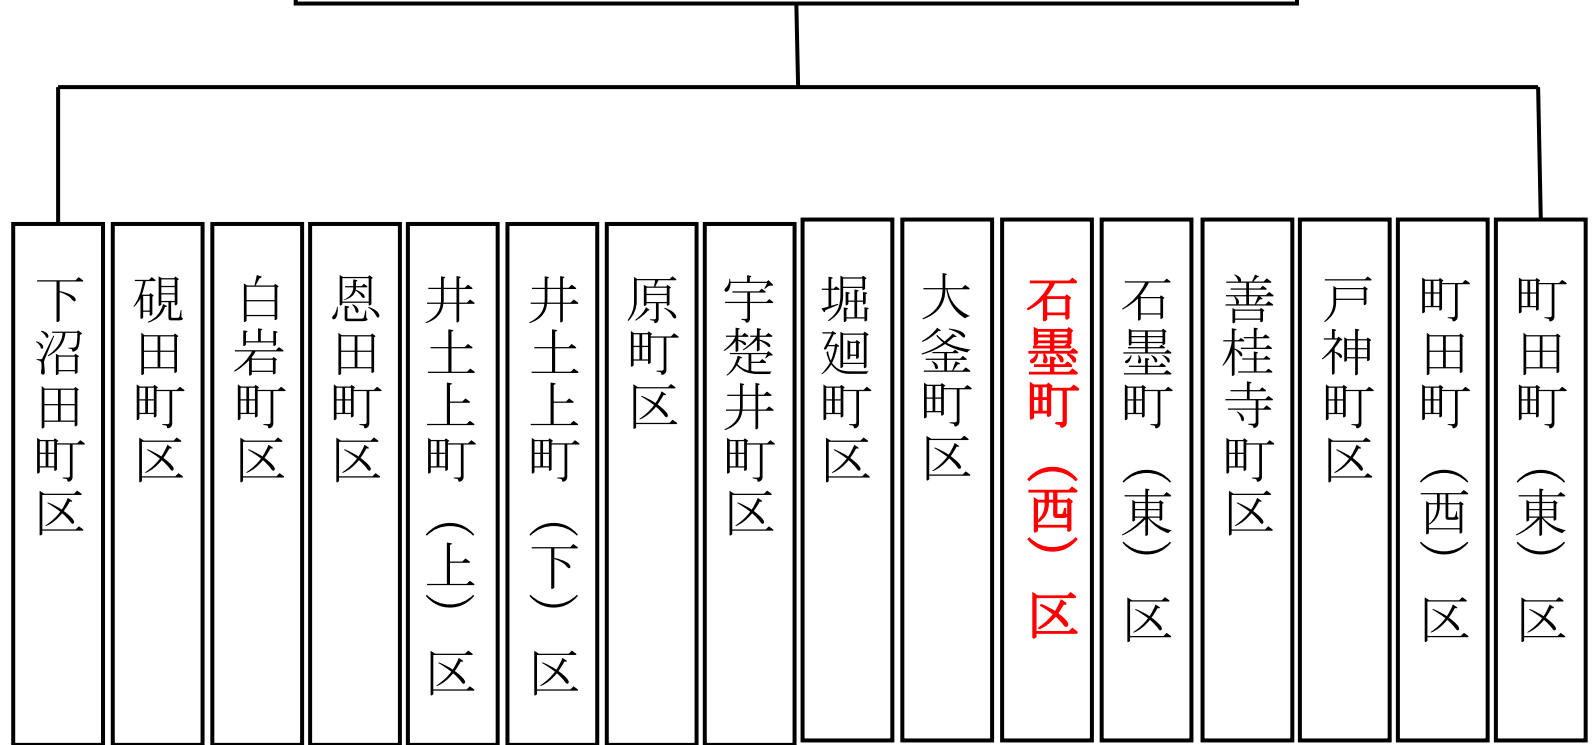 町田町（東）区
町田町（西）区
戸神町区
善桂寺町区
石墨町（東）区
石墨町（西）区
大釜町区
堀廻町区
宇楚井町区
原町区
井土上町（下）区
井土上町（上）区
恩田町区
白岩町区
硯田町区
下沼田町区